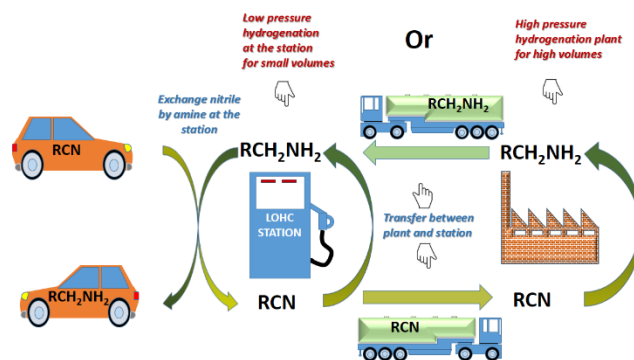 Low pressure
hydrogenation
at the station
for small volumes
Or
High pressure
hydrogenation plant
for high volumes
Exchange nitrile
by amine at the
station
RCN
RCH₂NH₂
RCH₂NH₂
RCH₂NH₂
LOHC
STATION
Transfer between
plant and station
RCH₂NH₂
RCN
RCN
RCN